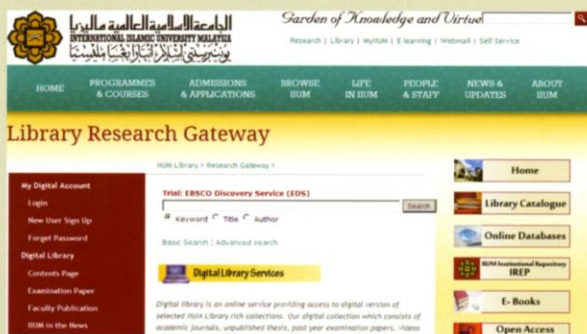 الجامعة الإسلامية العالمية ماليزيا
INTERNATIONAL ISLAMIC UNIVERSITY MALAYSIA
Garden of Knowledge and Virtue
Research | Library | MyIIUM | E-learning | Webmail | Self Service
HOME
PROGRAMMES
& COURSES
ADMISSIONS
& APPLICATIONS
BROWSE
IIUM
LIFE
IN IIUM
PEOPLE
& STAFF
NEWS &
UPDATES
ABOUT
IIUM
Library Research Gateway
IIUM Library > Research Gateway >
My Digital Account
Login
New User Sign Up
Forget Password
Digital Library
Contents Page
Examination Paper
Faculty Publication
IIUM in the News
Trial: EBSCO Discovery Service (EDS)
Search
Keyword Title Author
Basic Search | Advanced search
Digital Library Services
Digital library is an online service providing access to digital version of
selected IIUM Library rich collections. Our digital collection which consists of
academic journals, unpublished thesis, past year examination papers, videos
Home
Library Catalogue
Online Databases
IIUM Institutional Repository
IREP
E-Books
Open Access